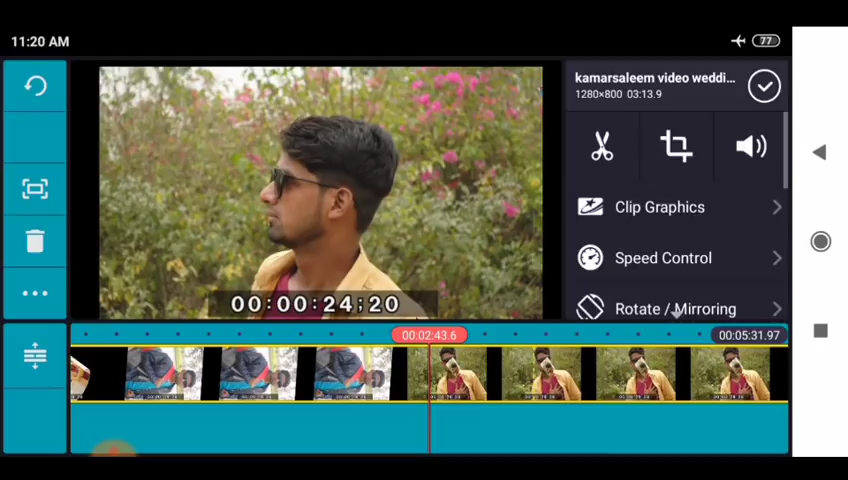 11:20 AM
77
kamarsaleem video weddi...
1280×800 03:13.9
Clip Graphics
Speed Control
Rotate / Mirroring
00:00:24;20
00:02:43.6
00:05:31.97